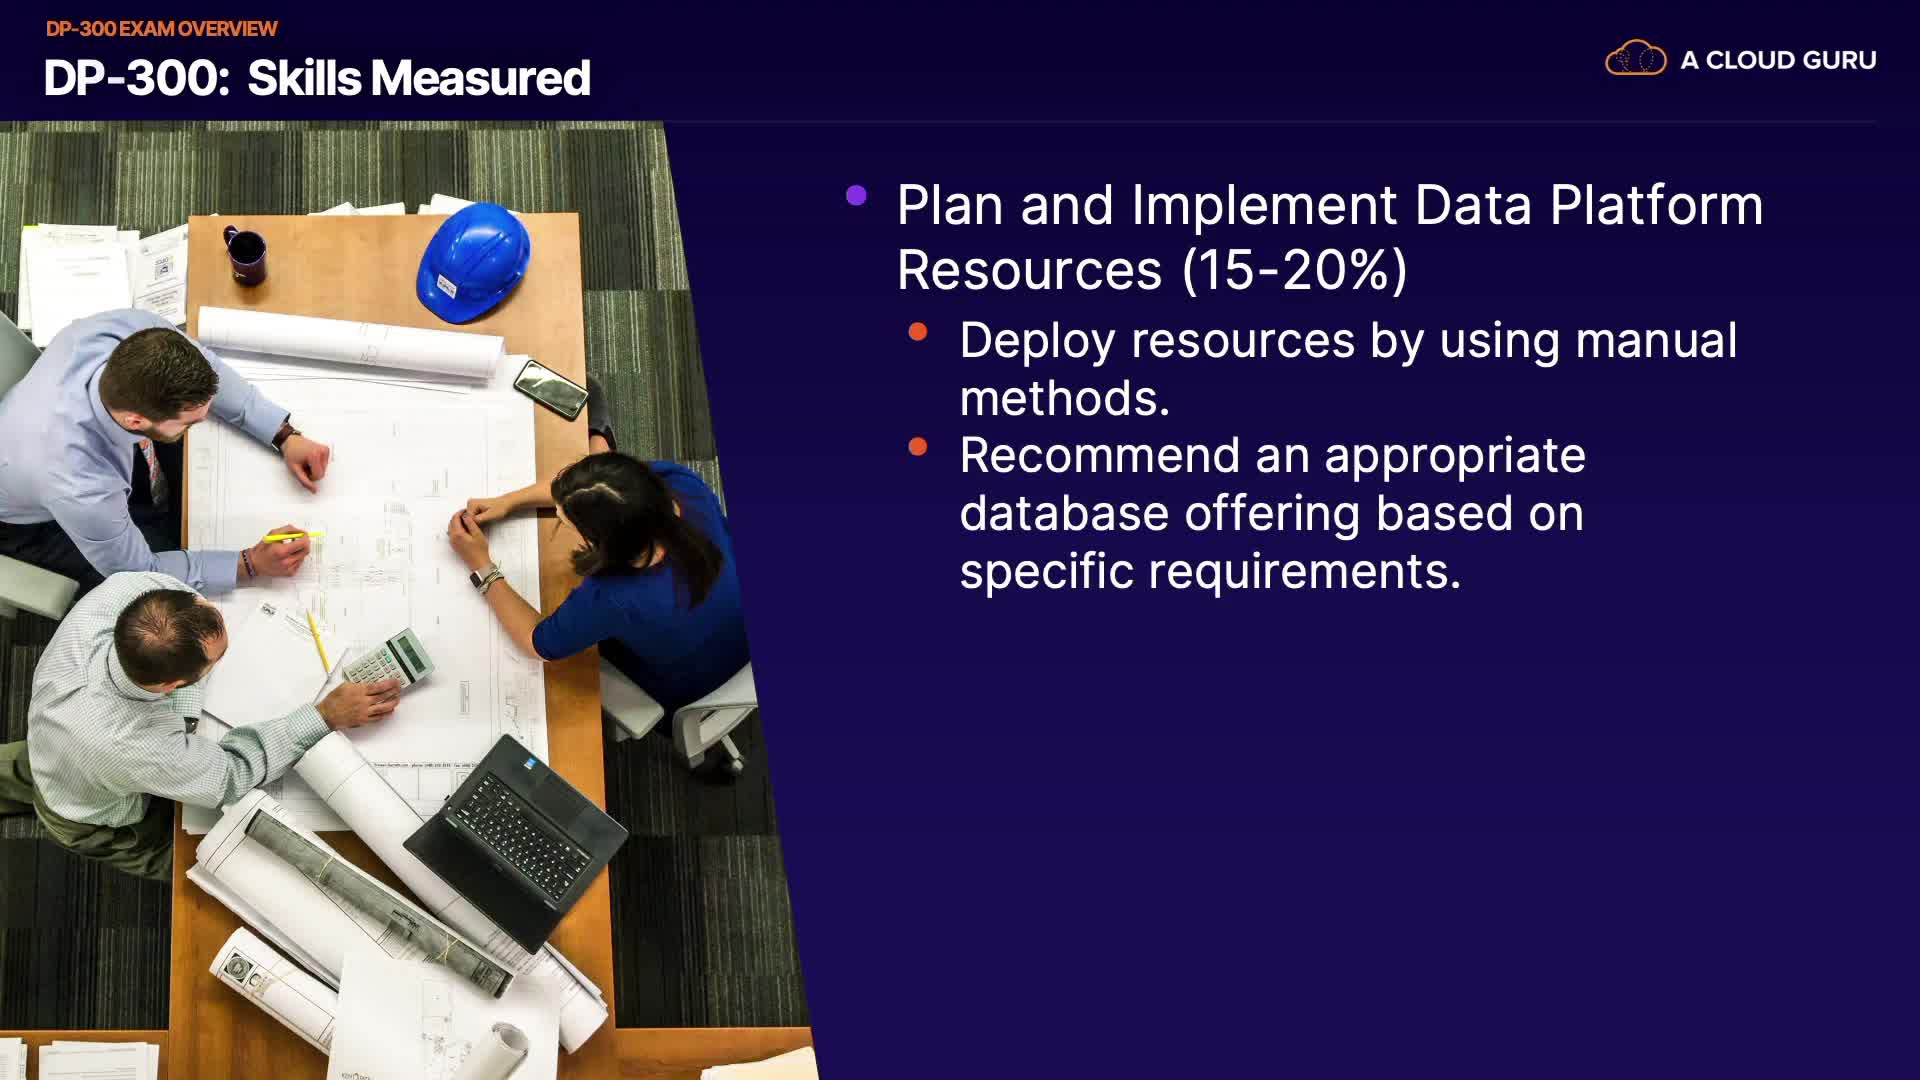 DP-300 EXAM OVERVIEW
DP-300: Skills Measured
A CLOUD GURU
Plan and Implement Data Platform
Resources (15-20%)
Deploy resources by using manual
methods.
Recommend an appropriate
database offering based on
specific requirements.